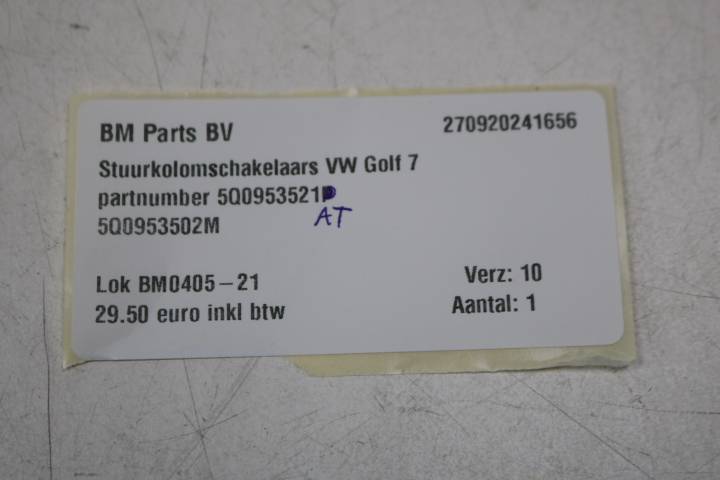 BM Parts BV 270920241656
Stuurkolomschakelaars VW Golf 7
partnumber 5Q0953521P
AT
5Q0953502M
Lok BM0405-21 Verz: 10
29.50 euro inkl btw Aantal: 1